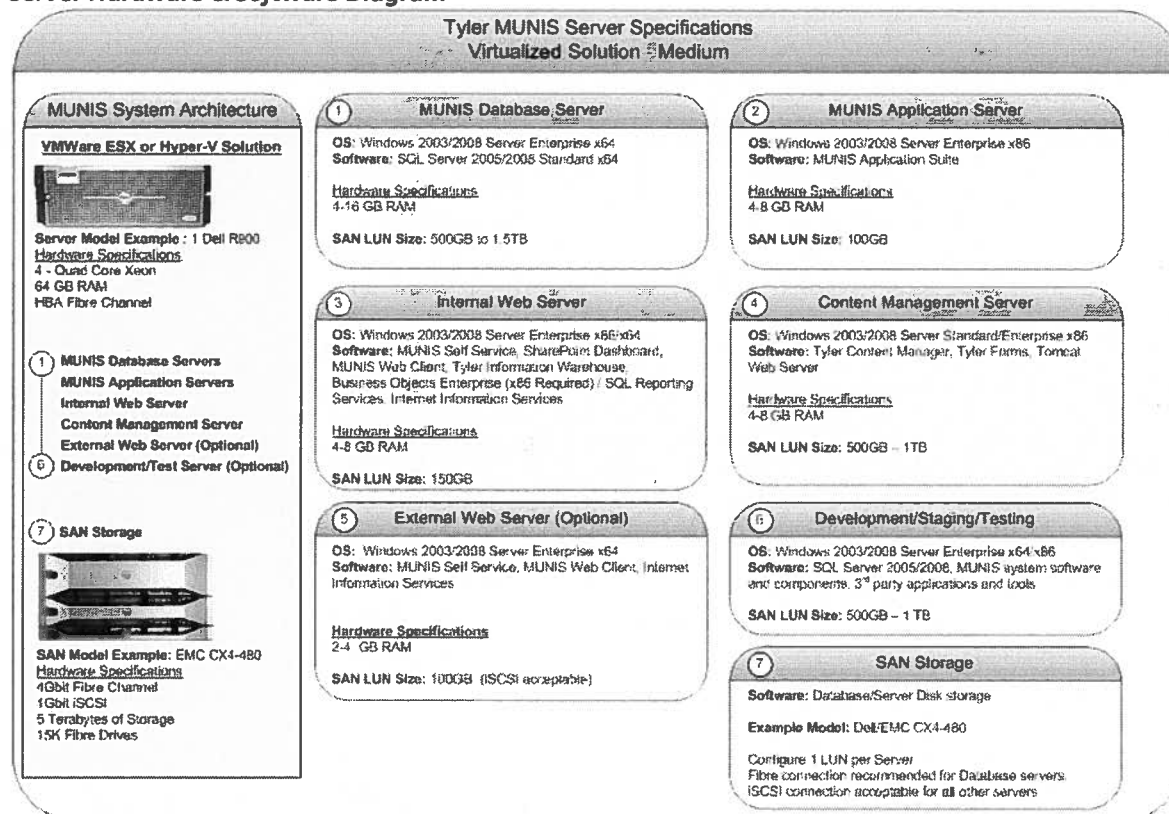 Server Hardware & Software Diagram
Tyler MUNIS Server Specifications
Virtualized Solution - Medium
MUNIS System Architecture
VMWare ESX or Hyper-V Solution
Server Model Example : 1 Dell R900
Hardware Specifications
4 - Quad Core Xeon
64 GB RAM
HBA Fibre Channel
1 MUNIS Database Servers
MUNIS Application Servers
Internal Web Server
Content Management Server
External Web Server (Optional)
6 Development/Test Server (Optional)
7 SAN Storage
SAN Model Example: EMC CX4-480
Hardware Specifications
4Gbit Fibre Channel
1Gbit iSCSI
5 Terabytes of Storage
15K Fibre Drives
1 MUNIS Database Server
OS: Windows 2003/2008 Server Enterprise x64
Software: SQL Server 2005/2008 Standard x64
Hardware Specifications
4-16 GB RAM
SAN LUN Size: 500GB to 1.5TB
2 MUNIS Application Server
OS: Windows 2003/2008 Server Enterprise x86
Software: MUNIS Application Suite
Hardware Specifications
4-8 GB RAM
SAN LUN Size: 100GB
3 Internal Web Server
OS: Windows 2003/2008 Server Enterprise x86/x64
Software: MUNIS Self Service, SharePoint Dashboard,
MUNIS Web Client, Tyler Information Warehouse,
Business Objects Enterprise (x86 Required) / SQL Reporting
Services, Internet Information Services
Hardware Specifications
4-8 GB RAM
SAN LUN Size: 150GB
4 Content Management Server
OS: Windows 2003/2008 Server Standard/Enterprise x86
Software: Tyler Content Manager, Tyler Forms, Tomcat
Web Server
Hardware Specifications
4-8 GB RAM
SAN LUN Size: 500GB – 1TB
5 External Web Server (Optional)
OS: Windows 2003/2008 Server Enterprise x64
Software: MUNIS Self Service, MUNIS Web Client, Internet
Information Services
Hardware Specifications
2-4 GB RAM
SAN LUN Size: 100GB (iSCSI acceptable)
6 Development/Staging/Testing
OS: Windows 2003/2008 Server Enterprise x64/x86
Software: SQL Server 2005/2008, MUNIS system software
and components, 3rd party applications and tools
SAN LUN Size: 500GB – 1 TB
7 SAN Storage
Software: Database/Server Disk storage
Example Model: Dell/EMC CX4-480
Configure 1 LUN per Server
Fibre connection recommended for Database servers.
iSCSI connection acceptable for all other servers